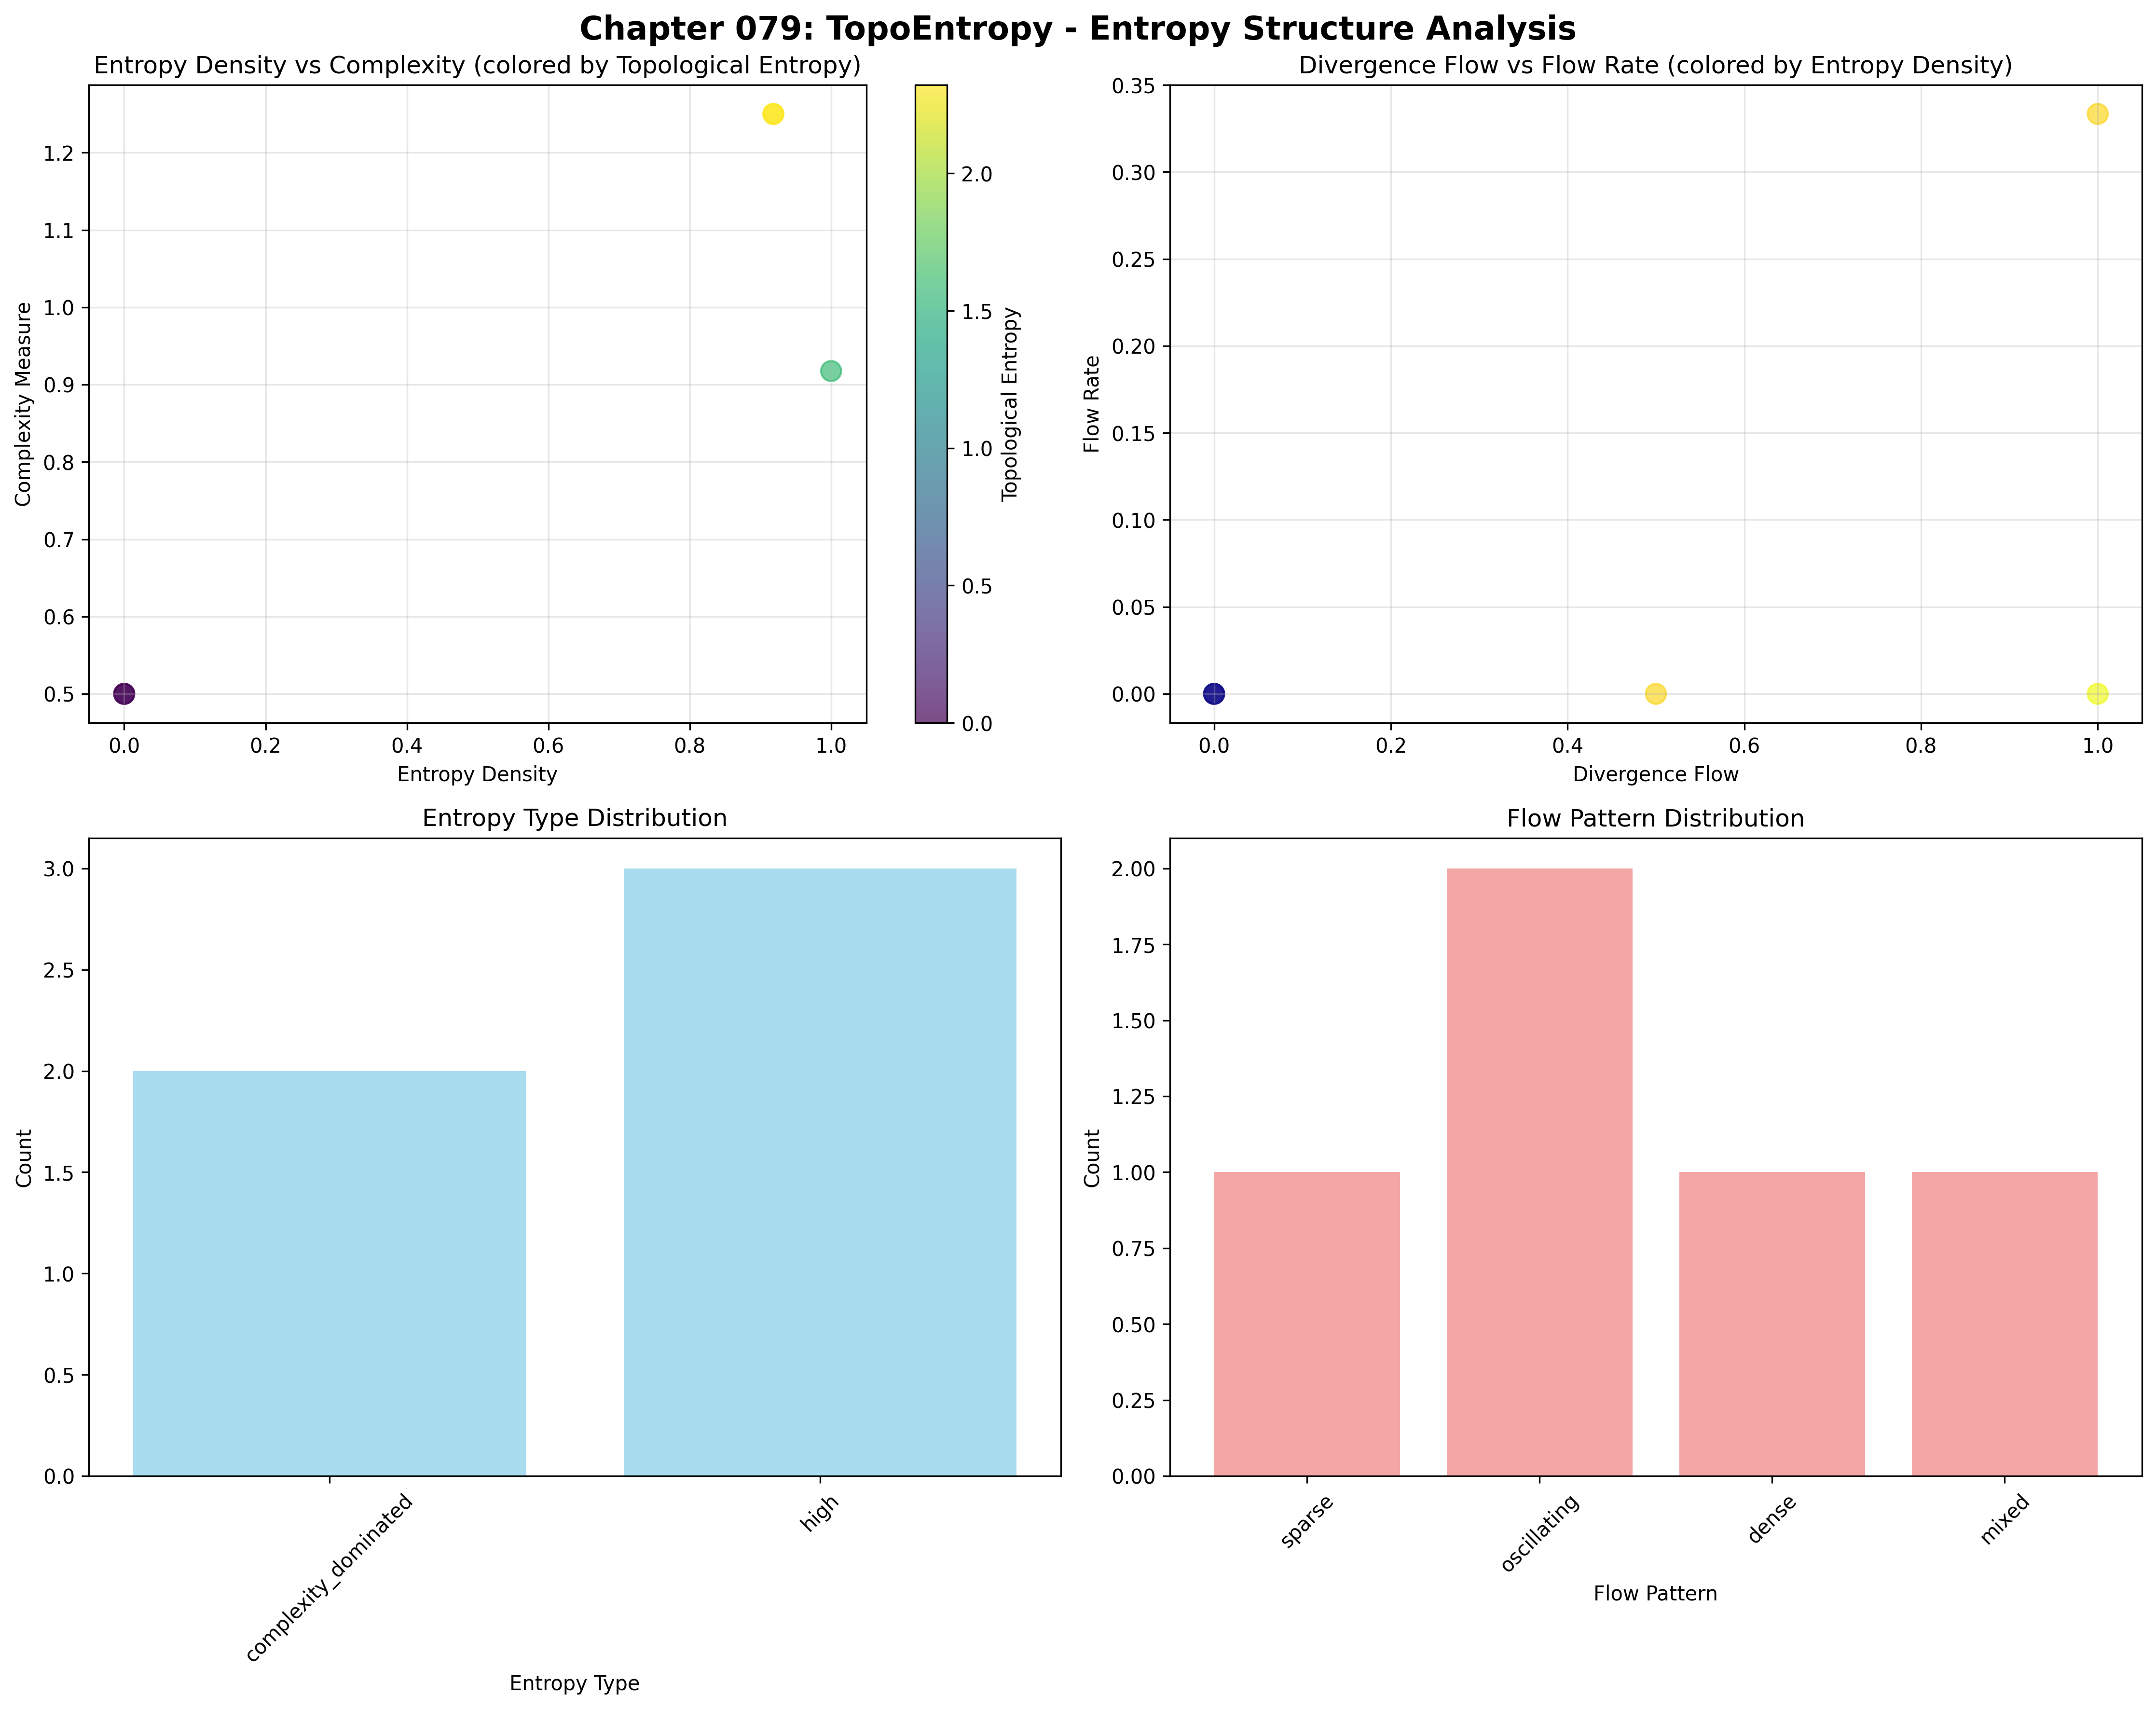 Chapter 079: TopoEntropy - Entropy Structure Analysis
Entropy Density vs Complexity (colored by Topological Entropy)
1.2
1.1
1.0
0.9
0.8
0.7
0.6
0.5
Complexity Measure
0.0 0.2 0.4 0.6 0.8 1.0
Entropy Density
2.0
1.5
1.0
0.5
0.0
Topological Entropy
Divergence Flow vs Flow Rate (colored by Entropy Density)
0.35
0.30
0.25
0.20
0.15
0.10
0.05
0.00
Flow Rate
0.0 0.2 0.4 0.6 0.8 1.0
Divergence Flow
Entropy Type Distribution
3.0
2.5
2.0
1.5
1.0
0.5
0.0
Count
complexity_dominated
high
Entropy Type
Flow Pattern Distribution
2.00
1.75
1.50
1.25
1.00
0.75
0.50
0.25
0.00
Count
sparse
oscillating
dense
mixed
Flow Pattern